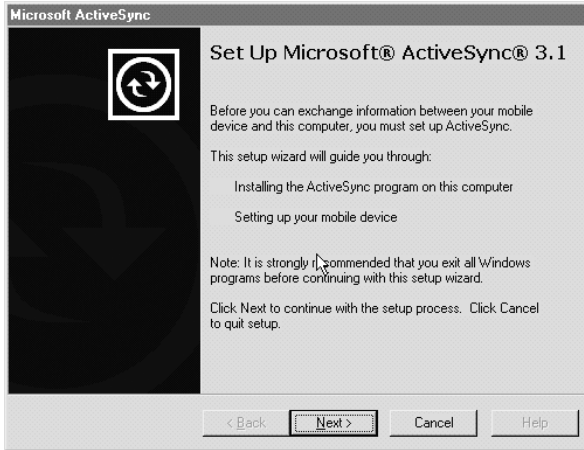 Microsoft ActiveSync
Set Up Microsoft® ActiveSync® 3.1
Before you can exchange information between your mobile
device and this computer, you must set up ActiveSync.
This setup wizard will guide you through:
Installing the ActiveSync program on this computer
Setting up your mobile device
Note: It is strongly recommended that you exit all Windows
programs before continuing with this setup wizard.
Click Next to continue with the setup process. Click Cancel
to quit setup.
< Back Next > Cancel Help